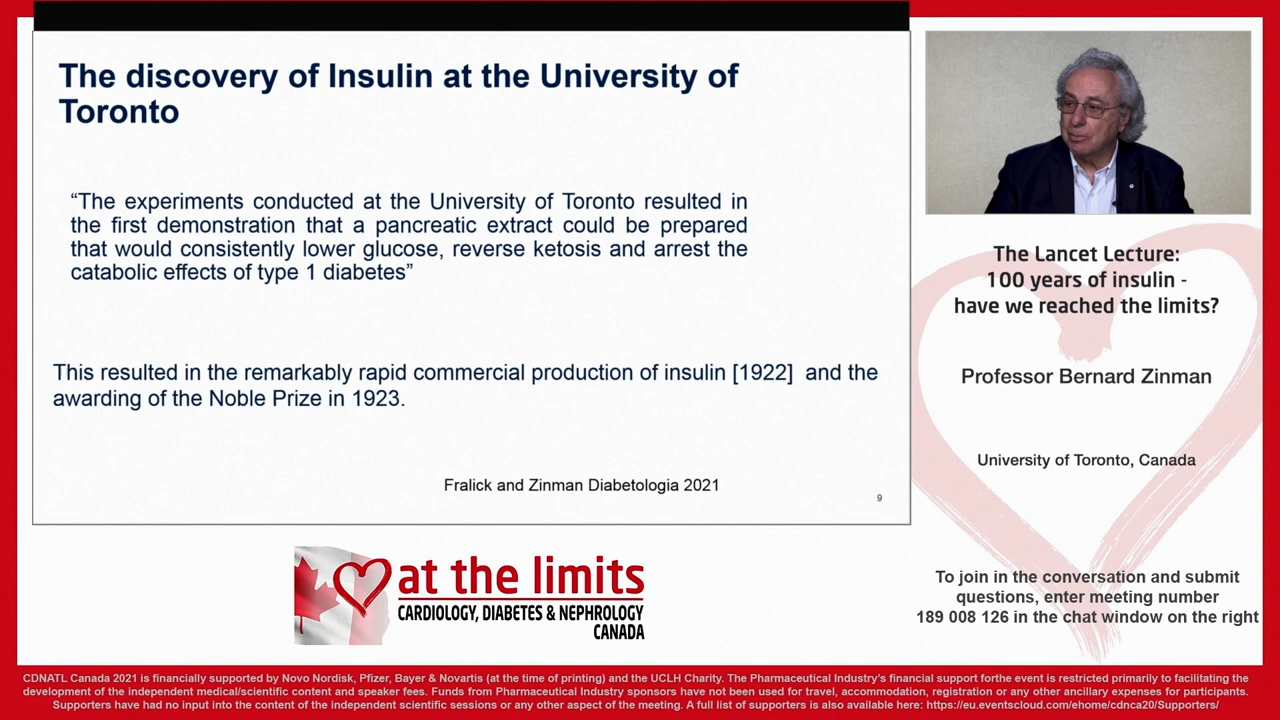 The discovery of Insulin at the University of
Toronto
“The experiments conducted at the University of Toronto resulted in
the first demonstration that a pancreatic extract could be prepared
that would consistently lower glucose, reverse ketosis and arrest the
catabolic effects of type 1 diabetes”
This resulted in the remarkably rapid commercial production of insulin [1922]  and the
awarding of the Noble Prize in 1923.
Fralick and Zinman Diabetologia 2021
9
The Lancet Lecture:
100 years of insulin -
have we reached the limits?
Professor Bernard Zinman
University of Toronto, Canada
To join in the conversation and submit
questions, enter meeting number
189 008 126 in the chat window on the right
at the limits
CARDIOLOGY, DIABETES & NEPHROLOGY
CANADA
CDNATL Canada 2021 is financially supported by Novo Nordisk, Pfizer, Bayer & Novartis (at the time of printing) and the UCLH Charity. The Pharmaceutical Industry's financial support forthe event is restricted primarily to facilitating the
development of the independent medical/scientific content and speaker fees. Funds from Pharmaceutical Industry sponsors have not been used for travel, accommodation, registration or any other ancillary expenses for participants.
Supporters have had no input into the content of the independent scientific sessions or any other aspect of the meeting. A full list of supporters is also available here: https://eu.eventscloud.com/ehome/cdnca20/Supporters/